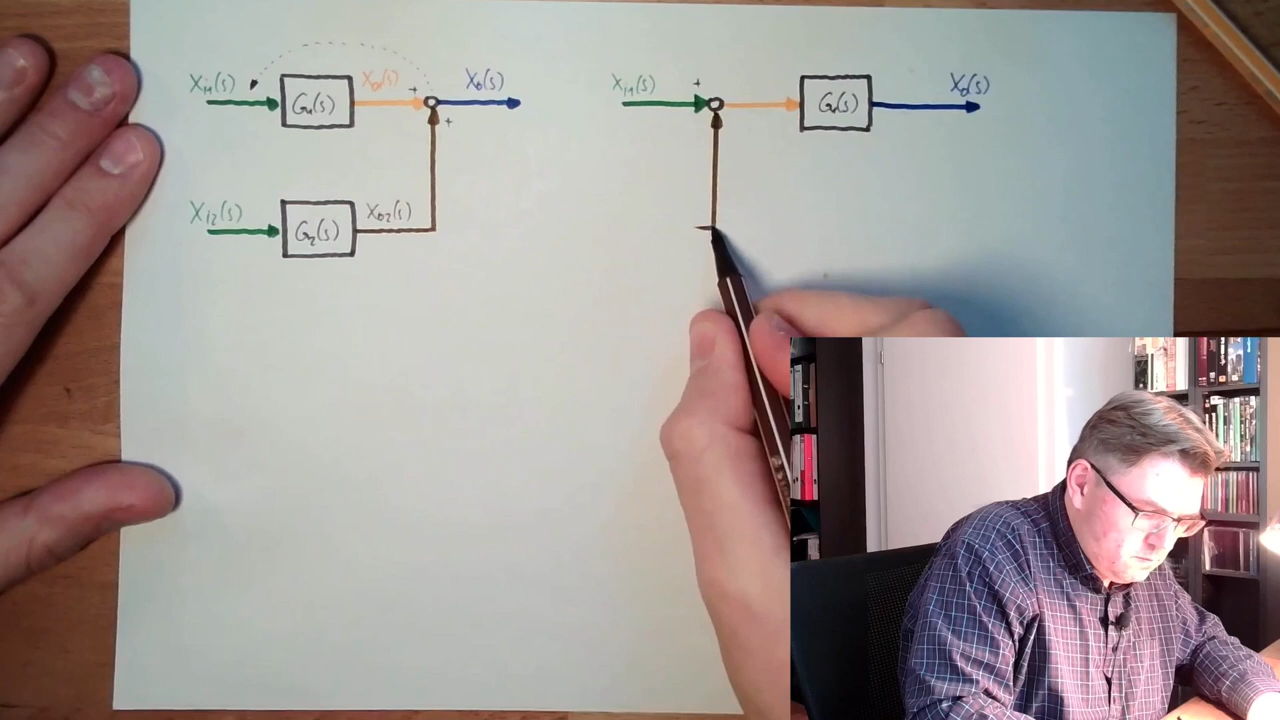 Xi1(s) G1(s) Xo1(s) + Xo(s)
+
Xi2(s) G2(s) Xo2(s)
Xi1(s) + G1(s) Xo(s)